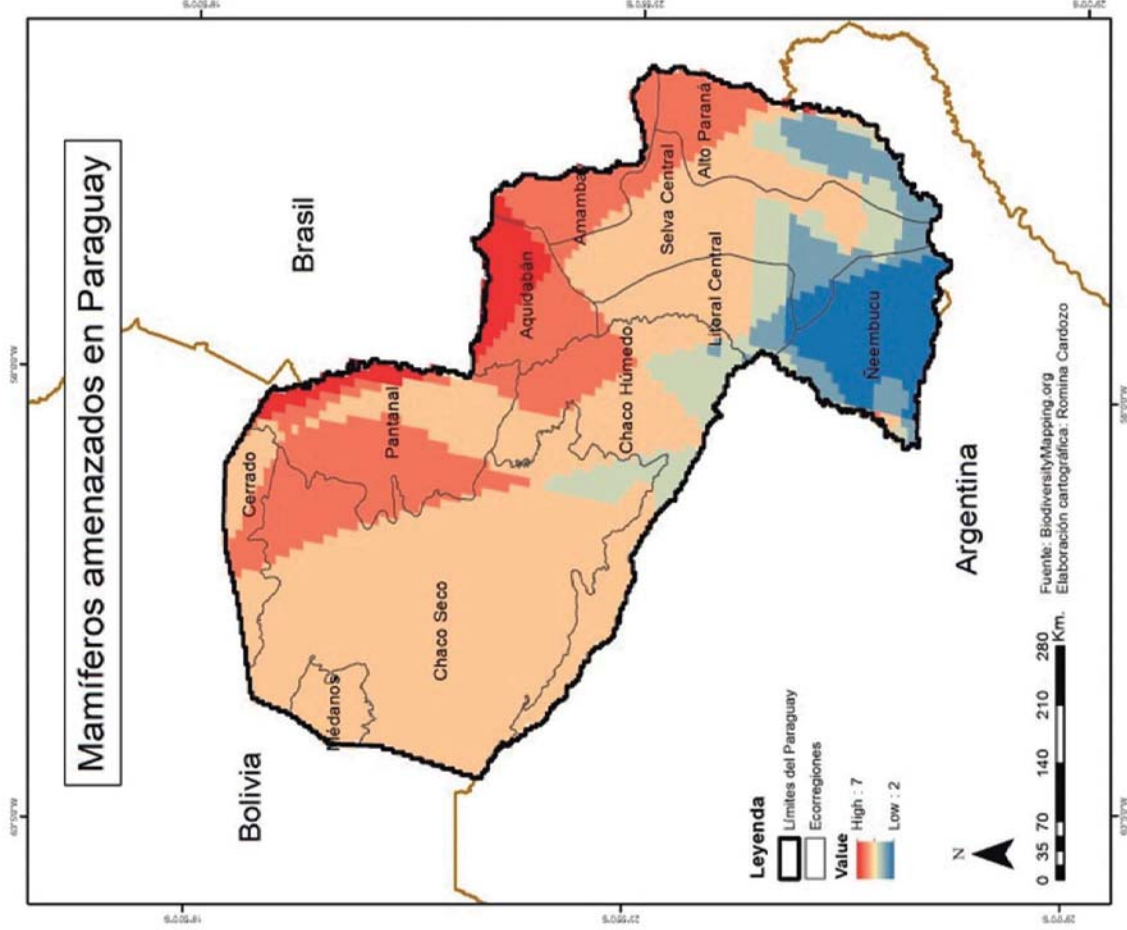 Mamíferos amenazados en Paraguay
Brasil
Bolivia
Argentina
Cerrado
Pantanal
Médanos
Chaco Seco
Aquidabán
Amambay
Chaco Húmedo
Selva Central
Alto Paraná
Litoral Central
Ñeembucu
Leyenda
Límites del Paraguay
Ecorregiones
Value
High : 7
Low : 2
N
0 35 70 140 210 280
Km.
Fuente: BiodiversityMapping.org
Elaboración cartográfica: Romina Cardozo